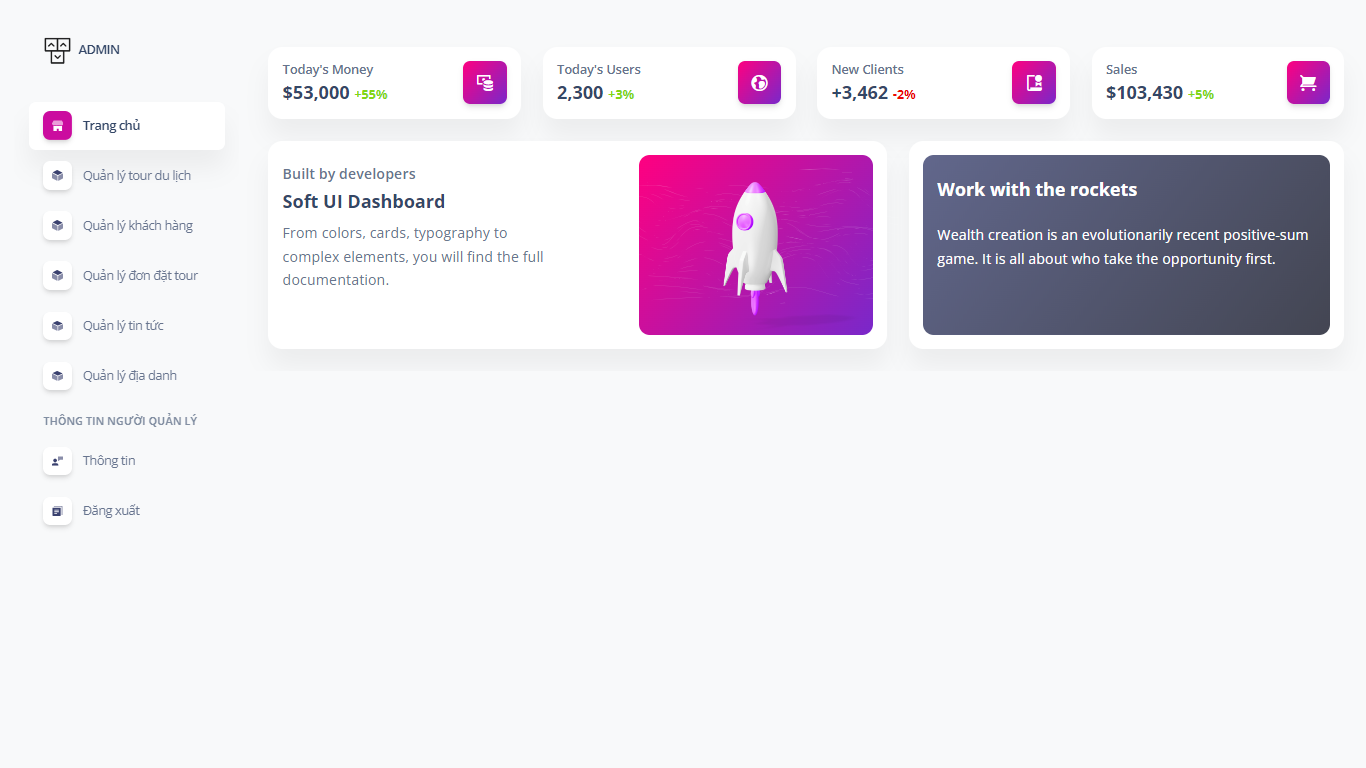 ADMIN
Trang chủ
Quản lý tour du lịch
Quản lý khách hàng
Quản lý đơn đặt tour
Quản lý tin tức
Quản lý địa danh
THÔNG TIN NGƯỜI QUẢN LÝ
Thông tin
Đăng xuất
Today's Money
$53,000 +55%
Today's Users
2,300 +3%
New Clients
+3,462 -2%
Sales
$103,430 +5%
Built by developers
Soft UI Dashboard
From colors, cards, typography to
complex elements, you will find the full
documentation.
Work with the rockets
Wealth creation is an evolutionarily recent positive-sum
game. It is all about who take the opportunity first.